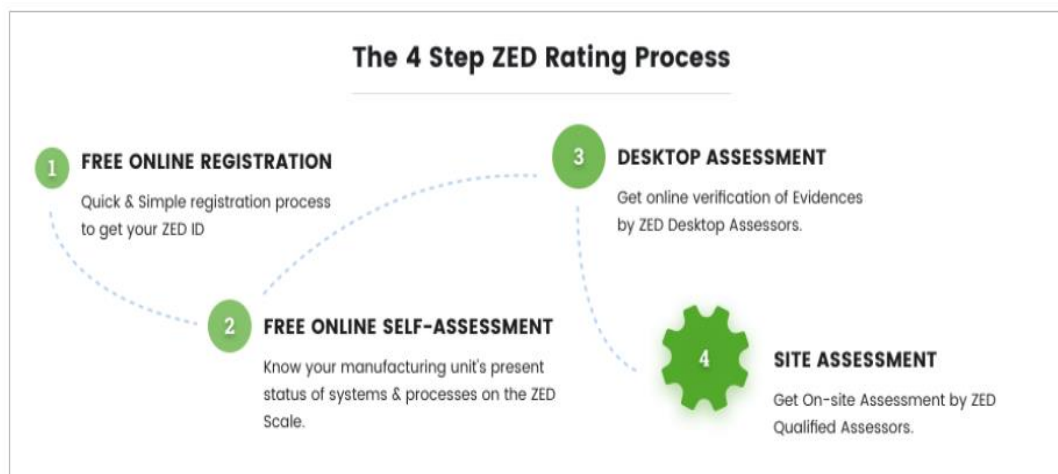 The 4 Step ZED Rating Process
1
FREE ONLINE REGISTRATION
Quick & Simple registration process
to get your ZED ID
2
FREE ONLINE SELF-ASSESSMENT
Know your manufacturing unit's present
status of systems & processes on the ZED
Scale.
3
DESKTOP ASSESSMENT
Get online verification of Evidences
by ZED Desktop Assessors.
4
SITE ASSESSMENT
Get On-site Assessment by ZED
Qualified Assessors.